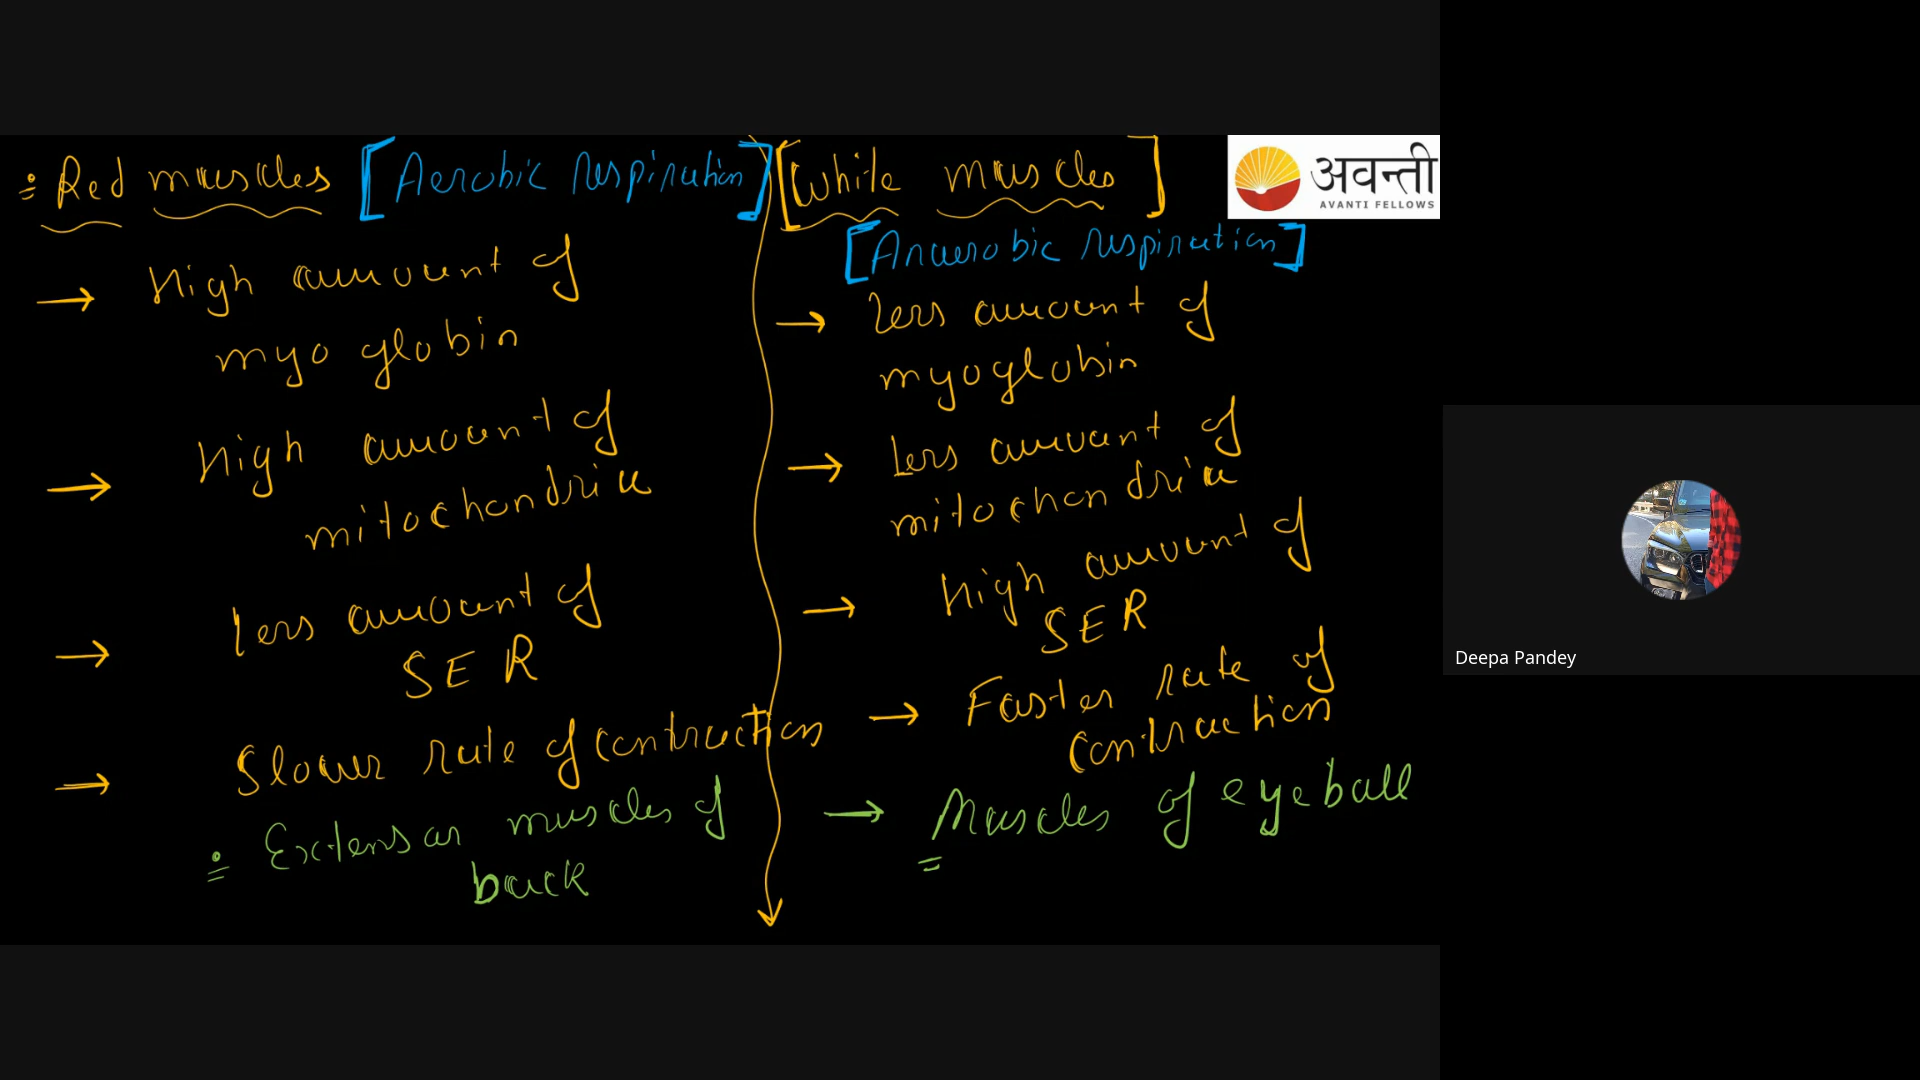 Red muscles [Aerobic respiration]
→ High amount of
myoglobin
→ High amount of
mitochondria
→ less amount of
SER
→ Slower rate of contraction
Extensor muscles of
back
[White muscles]
[Anaerobic respiration]
→ less amount of
myoglobin
→ Less amount of
mitochondria
→ High amount of
SER
→ Faster rate of
contraction
→ Muscles of eyeball
अवन्ती
AVANTI FELLOWS
Deepa Pandey